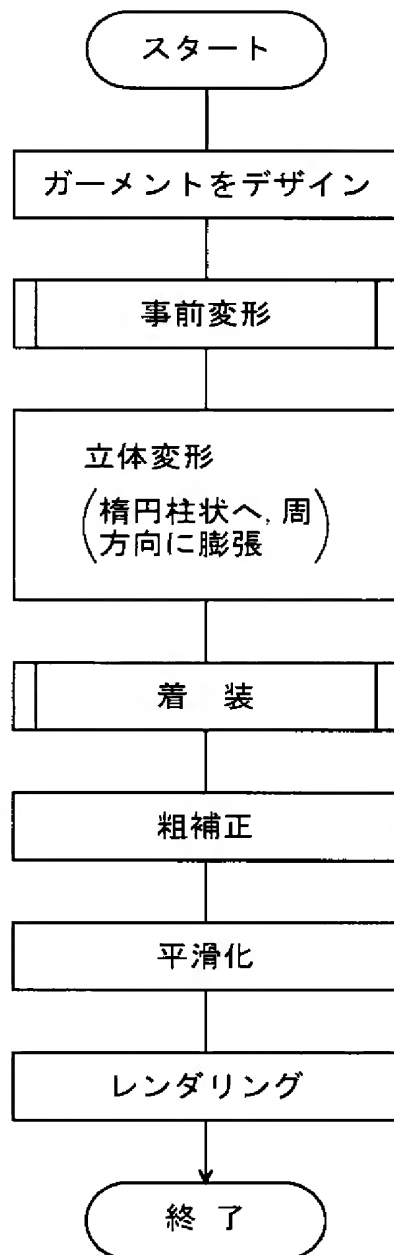 スタート
ガーメントをデザイン
事前変形
立体変形
(楕円柱状へ, 周
方向に膨張)
着 装
粗補正
平滑化
レンダリング
終 了